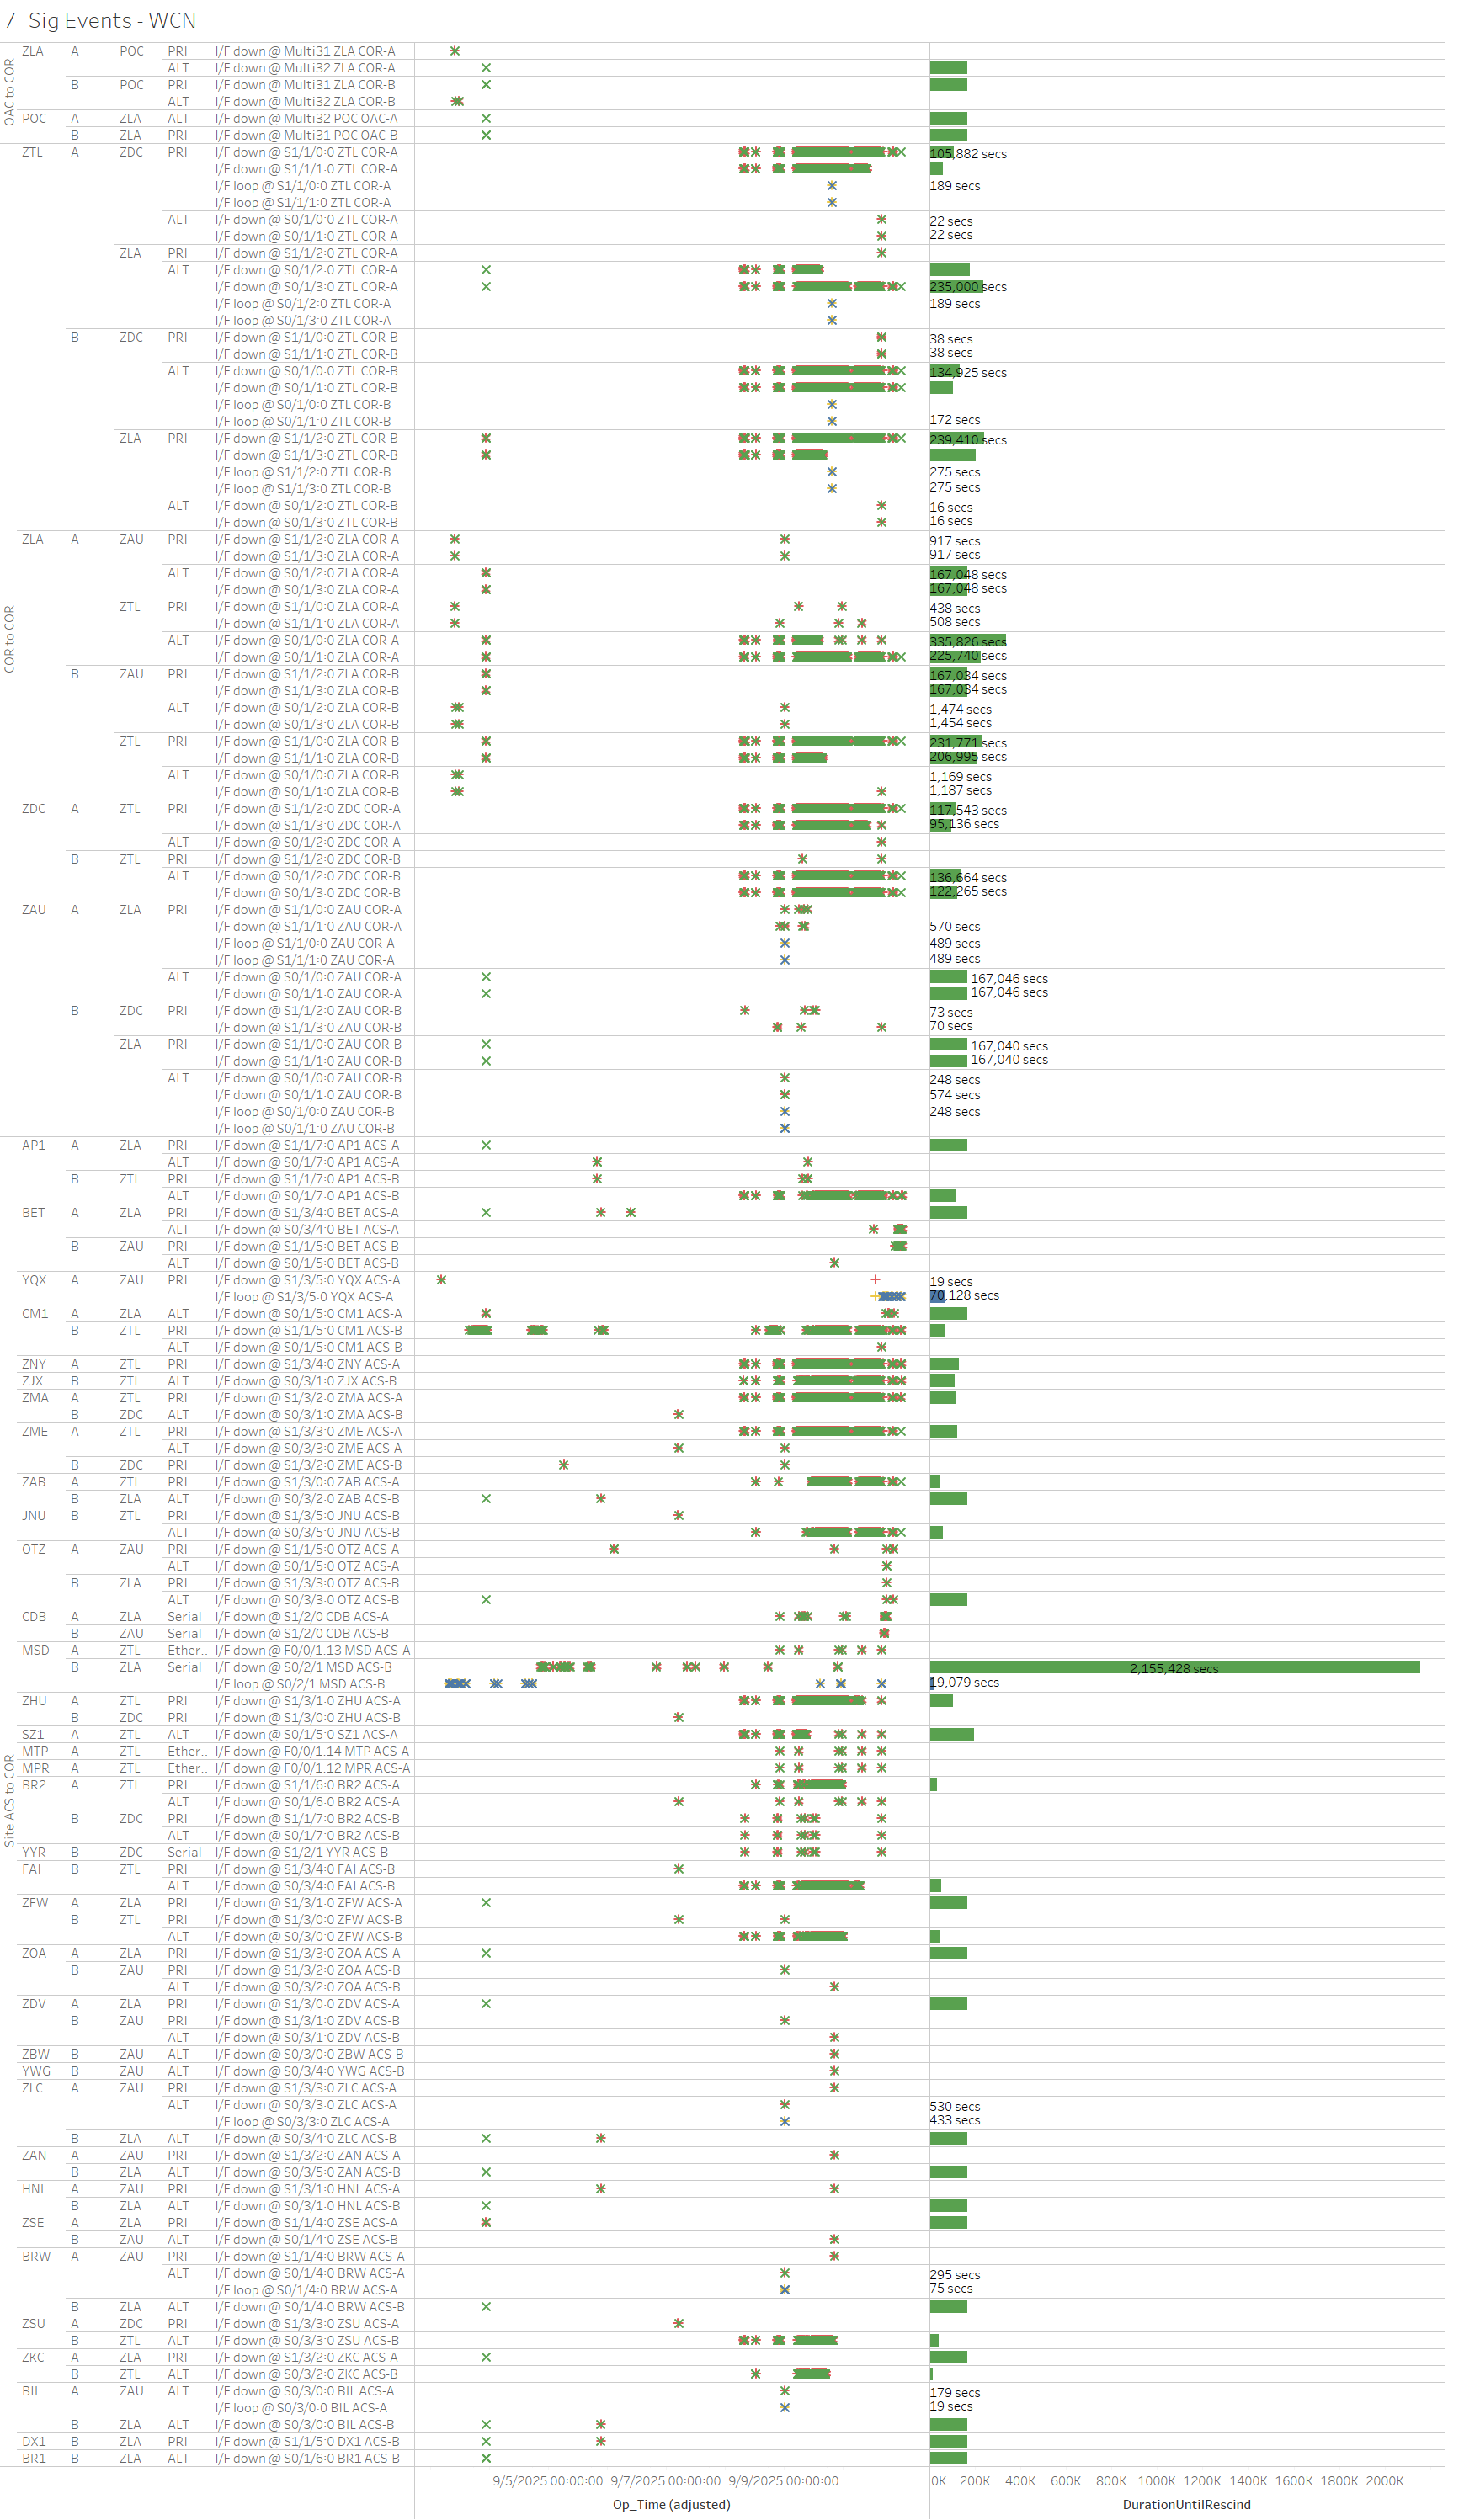 7_Sig Events - WCN
OAC to COR
ZLA A POC PRI I/F down @ Multi31 ZLA COR-A
ALT I/F down @ Multi32 ZLA COR-A
B POC PRI I/F down @ Multi31 ZLA COR-B
ALT I/F down @ Multi32 ZLA COR-B
POC A ZLA ALT I/F down @ Multi32 POC OAC-A
B ZLA PRI I/F down @ Multi31 POC OAC-B
COR to COR
ZTL A ZDC PRI I/F down @ S1/1/0:0 ZTL COR-A 105,882 secs
I/F down @ S1/1/1:0 ZTL COR-A
I/F loop @ S1/1/0:0 ZTL COR-A 189 secs
I/F loop @ S1/1/1:0 ZTL COR-A
ALT I/F down @ S0/1/0:0 ZTL COR-A 22 secs
I/F down @ S0/1/1:0 ZTL COR-A 22 secs
ZLA PRI I/F down @ S1/1/2:0 ZTL COR-A
ALT I/F down @ S0/1/2:0 ZTL COR-A
I/F down @ S0/1/3:0 ZTL COR-A 235,000 secs
I/F loop @ S0/1/2:0 ZTL COR-A 189 secs
I/F loop @ S0/1/3:0 ZTL COR-A
B ZDC PRI I/F down @ S1/1/0:0 ZTL COR-B 38 secs
I/F down @ S1/1/1:0 ZTL COR-B 38 secs
ALT I/F down @ S0/1/0:0 ZTL COR-B 134,925 secs
I/F down @ S0/1/1:0 ZTL COR-B
I/F loop @ S0/1/0:0 ZTL COR-B
I/F loop @ S0/1/1:0 ZTL COR-B 172 secs
ZLA PRI I/F down @ S1/1/2:0 ZTL COR-B 239,410 secs
I/F down @ S1/1/3:0 ZTL COR-B
I/F loop @ S1/1/2:0 ZTL COR-B 275 secs
I/F loop @ S1/1/3:0 ZTL COR-B 275 secs
ALT I/F down @ S0/1/2:0 ZTL COR-B 16 secs
I/F down @ S0/1/3:0 ZTL COR-B 16 secs
ZLA A ZAU PRI I/F down @ S1/1/2:0 ZLA COR-A 917 secs
I/F down @ S1/1/3:0 ZLA COR-A 917 secs
ALT I/F down @ S0/1/2:0 ZLA COR-A 167,048 secs
I/F down @ S0/1/3:0 ZLA COR-A 167,048 secs
ZTL PRI I/F down @ S1/1/0:0 ZLA COR-A 438 secs
I/F down @ S1/1/1:0 ZLA COR-A 508 secs
ALT I/F down @ S0/1/0:0 ZLA COR-A 335,826 secs
I/F down @ S0/1/1:0 ZLA COR-A 225,740 secs
B ZAU PRI I/F down @ S1/1/2:0 ZLA COR-B 167,034 secs
I/F down @ S1/1/3:0 ZLA COR-B 167,034 secs
ALT I/F down @ S0/1/2:0 ZLA COR-B 1,474 secs
I/F down @ S0/1/3:0 ZLA COR-B 1,454 secs
ZTL PRI I/F down @ S1/1/0:0 ZLA COR-B 231,771 secs
I/F down @ S1/1/1:0 ZLA COR-B 206,995 secs
ALT I/F down @ S0/1/0:0 ZLA COR-B 1,169 secs
I/F down @ S0/1/1:0 ZLA COR-B 1,187 secs
ZDC A ZTL PRI I/F down @ S1/1/2:0 ZDC COR-A 117,543 secs
I/F down @ S1/1/3:0 ZDC COR-A 95,136 secs
ALT I/F down @ S0/1/2:0 ZDC COR-A
B ZTL PRI I/F down @ S1/1/2:0 ZDC COR-B
ALT I/F down @ S0/1/2:0 ZDC COR-B 136,664 secs
I/F down @ S0/1/3:0 ZDC COR-B 122,265 secs
ZAU A ZLA PRI I/F down @ S1/1/0:0 ZAU COR-A
I/F down @ S1/1/1:0 ZAU COR-A 570 secs
I/F loop @ S1/1/0:0 ZAU COR-A 489 secs
I/F loop @ S1/1/1:0 ZAU COR-A 489 secs
ALT I/F down @ S0/1/0:0 ZAU COR-A 167,046 secs
I/F down @ S0/1/1:0 ZAU COR-A 167,046 secs
B ZDC PRI I/F down @ S1/1/2:0 ZAU COR-B 73 secs
I/F down @ S1/1/3:0 ZAU COR-B 70 secs
ZLA PRI I/F down @ S1/1/0:0 ZAU COR-B 167,040 secs
I/F down @ S1/1/1:0 ZAU COR-B 167,040 secs
ALT I/F down @ S0/1/0:0 ZAU COR-B 248 secs
I/F down @ S0/1/1:0 ZAU COR-B 574 secs
I/F loop @ S0/1/0:0 ZAU COR-B 248 secs
I/F loop @ S0/1/1:0 ZAU COR-B
Site ACS to COR
AP1 A ZLA PRI I/F down @ S1/1/7:0 AP1 ACS-A
ALT I/F down @ S0/1/7:0 AP1 ACS-A
B ZTL PRI I/F down @ S1/1/7:0 AP1 ACS-B
ALT I/F down @ S0/1/7:0 AP1 ACS-B
BET A ZLA PRI I/F down @ S1/3/4:0 BET ACS-A
ALT I/F down @ S0/3/4:0 BET ACS-A
B ZAU PRI I/F down @ S1/1/5:0 BET ACS-B
ALT I/F down @ S0/1/5:0 BET ACS-B
YQX A ZAU PRI I/F down @ S1/3/5:0 YQX ACS-A 19 secs
I/F loop @ S1/3/5:0 YQX ACS-A 70,128 secs
CM1 A ZLA ALT I/F down @ S0/1/5:0 CM1 ACS-A
B ZTL PRI I/F down @ S1/1/5:0 CM1 ACS-B
ALT I/F down @ S0/1/5:0 CM1 ACS-B
ZNY A ZTL PRI I/F down @ S1/3/4:0 ZNY ACS-A
ZJX B ZTL ALT I/F down @ S0/3/1:0 ZJX ACS-B
ZMA A ZTL PRI I/F down @ S1/3/2:0 ZMA ACS-A
B ZDC ALT I/F down @ S0/3/1:0 ZMA ACS-B
ZME A ZTL PRI I/F down @ S1/3/3:0 ZME ACS-A
ALT I/F down @ S0/3/3:0 ZME ACS-A
B ZDC PRI I/F down @ S1/3/2:0 ZME ACS-B
ZAB A ZTL PRI I/F down @ S1/3/0:0 ZAB ACS-A
B ZLA ALT I/F down @ S0/3/2:0 ZAB ACS-B
JNU B ZTL PRI I/F down @ S1/3/5:0 JNU ACS-B
ALT I/F down @ S0/3/5:0 JNU ACS-B
OTZ A ZAU PRI I/F down @ S1/1/5:0 OTZ ACS-A
ALT I/F down @ S0/1/5:0 OTZ ACS-A
B ZLA PRI I/F down @ S1/3/3:0 OTZ ACS-B
ALT I/F down @ S0/3/3:0 OTZ ACS-B
CDB A ZLA Serial I/F down @ S1/2/0 CDB ACS-A
B ZAU Serial I/F down @ S1/2/0 CDB ACS-B
MSD A ZTL Ether.. I/F down @ F0/0/1.13 MSD ACS-A
B ZLA Serial I/F down @ S0/2/1 MSD ACS-B 2,155,428 secs
I/F loop @ S0/2/1 MSD ACS-B 19,079 secs
ZHU A ZTL PRI I/F down @ S1/3/1:0 ZHU ACS-A
B ZDC PRI I/F down @ S1/3/0:0 ZHU ACS-B
SZ1 A ZTL ALT I/F down @ S0/1/5:0 SZ1 ACS-A
MTP A ZTL Ether.. I/F down @ F0/0/1.14 MTP ACS-A
MPR A ZTL Ether.. I/F down @ F0/0/1.12 MPR ACS-A
BR2 A ZTL PRI I/F down @ S1/1/6:0 BR2 ACS-A
ALT I/F down @ S0/1/6:0 BR2 ACS-A
B ZDC PRI I/F down @ S1/1/7:0 BR2 ACS-B
ALT I/F down @ S0/1/7:0 BR2 ACS-B
YYR B ZDC Serial I/F down @ S1/2/1 YYR ACS-B
FAI B ZTL PRI I/F down @ S1/3/4:0 FAI ACS-B
ALT I/F down @ S0/3/4:0 FAI ACS-B
ZFW A ZLA PRI I/F down @ S1/3/1:0 ZFW ACS-A
B ZTL PRI I/F down @ S1/3/0:0 ZFW ACS-B
ALT I/F down @ S0/3/0:0 ZFW ACS-B
ZOA A ZLA PRI I/F down @ S1/3/3:0 ZOA ACS-A
B ZAU PRI I/F down @ S1/3/2:0 ZOA ACS-B
ALT I/F down @ S0/3/2:0 ZOA ACS-B
ZDV A ZLA PRI I/F down @ S1/3/0:0 ZDV ACS-A
B ZAU PRI I/F down @ S1/3/1:0 ZDV ACS-B
ALT I/F down @ S0/3/1:0 ZDV ACS-B
ZBW B ZAU ALT I/F down @ S0/3/0:0 ZBW ACS-B
YWG B ZAU ALT I/F down @ S0/3/4:0 YWG ACS-B
ZLC A ZAU PRI I/F down @ S1/3/3:0 ZLC ACS-A
ALT I/F down @ S0/3/3:0 ZLC ACS-A 530 secs
I/F loop @ S0/3/3:0 ZLC ACS-A 433 secs
B ZLA ALT I/F down @ S0/3/4:0 ZLC ACS-B
ZAN A ZAU PRI I/F down @ S1/3/2:0 ZAN ACS-A
B ZLA ALT I/F down @ S0/3/5:0 ZAN ACS-B
HNL A ZAU PRI I/F down @ S1/3/1:0 HNL ACS-A
B ZLA ALT I/F down @ S0/3/1:0 HNL ACS-B
ZSE A ZLA PRI I/F down @ S1/1/4:0 ZSE ACS-A
B ZAU ALT I/F down @ S0/1/4:0 ZSE ACS-B
BRW A ZAU PRI I/F down @ S1/1/4:0 BRW ACS-A
ALT I/F down @ S0/1/4:0 BRW ACS-A 295 secs
I/F loop @ S0/1/4:0 BRW ACS-A 75 secs
B ZLA ALT I/F down @ S0/1/4:0 BRW ACS-B
ZSU A ZDC PRI I/F down @ S1/3/3:0 ZSU ACS-A
B ZTL ALT I/F down @ S0/3/3:0 ZSU ACS-B
ZKC A ZLA PRI I/F down @ S1/3/2:0 ZKC ACS-A
B ZTL ALT I/F down @ S0/3/2:0 ZKC ACS-B
BIL A ZAU ALT I/F down @ S0/3/0:0 BIL ACS-A 179 secs
I/F loop @ S0/3/0:0 BIL ACS-A 19 secs
B ZLA ALT I/F down @ S0/3/0:0 BIL ACS-B
DX1 B ZLA PRI I/F down @ S1/1/5:0 DX1 ACS-B
BR1 B ZLA ALT I/F down @ S0/1/6:0 BR1 ACS-B
9/5/2025 00:00:00 9/7/2025 00:00:00 9/9/2025 00:00:00 0K 200K 400K 600K 800K 1000K 1200K 1400K 1600K 1800K 2000K
Op_Time (adjusted) DurationUntilRescind